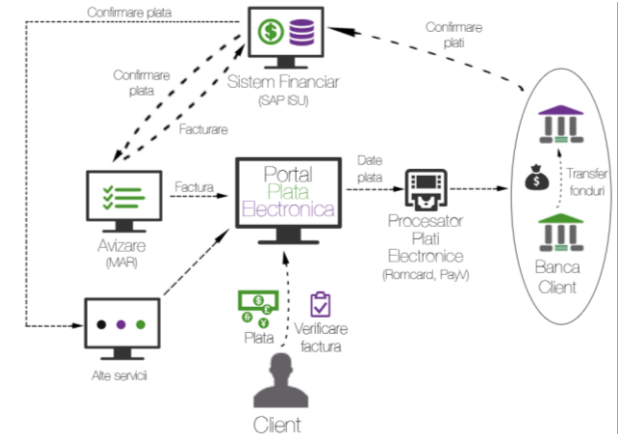 Confirmare plata
Confirmare
plati
Sistem Financiar
(SAP ISU)
Confirmare
plata
Facturare
Portal
Plata
Electronica
Date
plata
Factura
Avizare
(MAR)
Procesator
Plati
Electronice
(Romcard, PayV)
Transfer
fonduri
Banca
Client
Plata
Verificare
factura
Alte servicii
Client